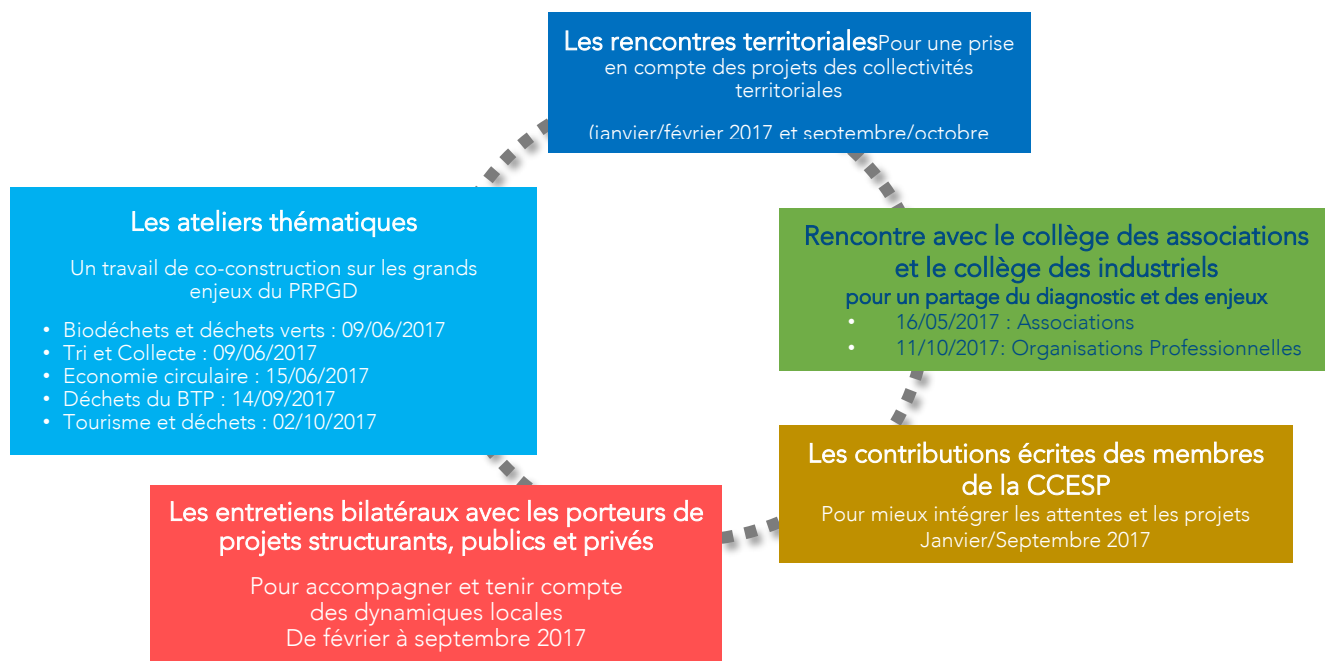 Les rencontres territorialesPour une prise
en compte des projets des collectivités
territoriales
(janvier/février 2017 et septembre/octobre
Les ateliers thématiques
Un travail de co-construction sur les grands
enjeux du PRPGD
• Biodéchets et déchets verts : 09/06/2017
• Tri et Collecte : 09/06/2017
• Economie circulaire : 15/06/2017
• Déchets du BTP : 14/09/2017
• Tourisme et déchets : 02/10/2017
Rencontre avec le collège des associations
et le collège des industriels
pour un partage du diagnostic et des enjeux
• 16/05/2017 : Associations
• 11/10/2017: Organisations Professionnelles
Les contributions écrites des membres
de la CCESP
Pour mieux intégrer les attentes et les projets
Janvier/Septembre 2017
Les entretiens bilatéraux avec les porteurs de
projets structurants, publics et privés
Pour accompagner et tenir compte
des dynamiques locales
De février à septembre 2017